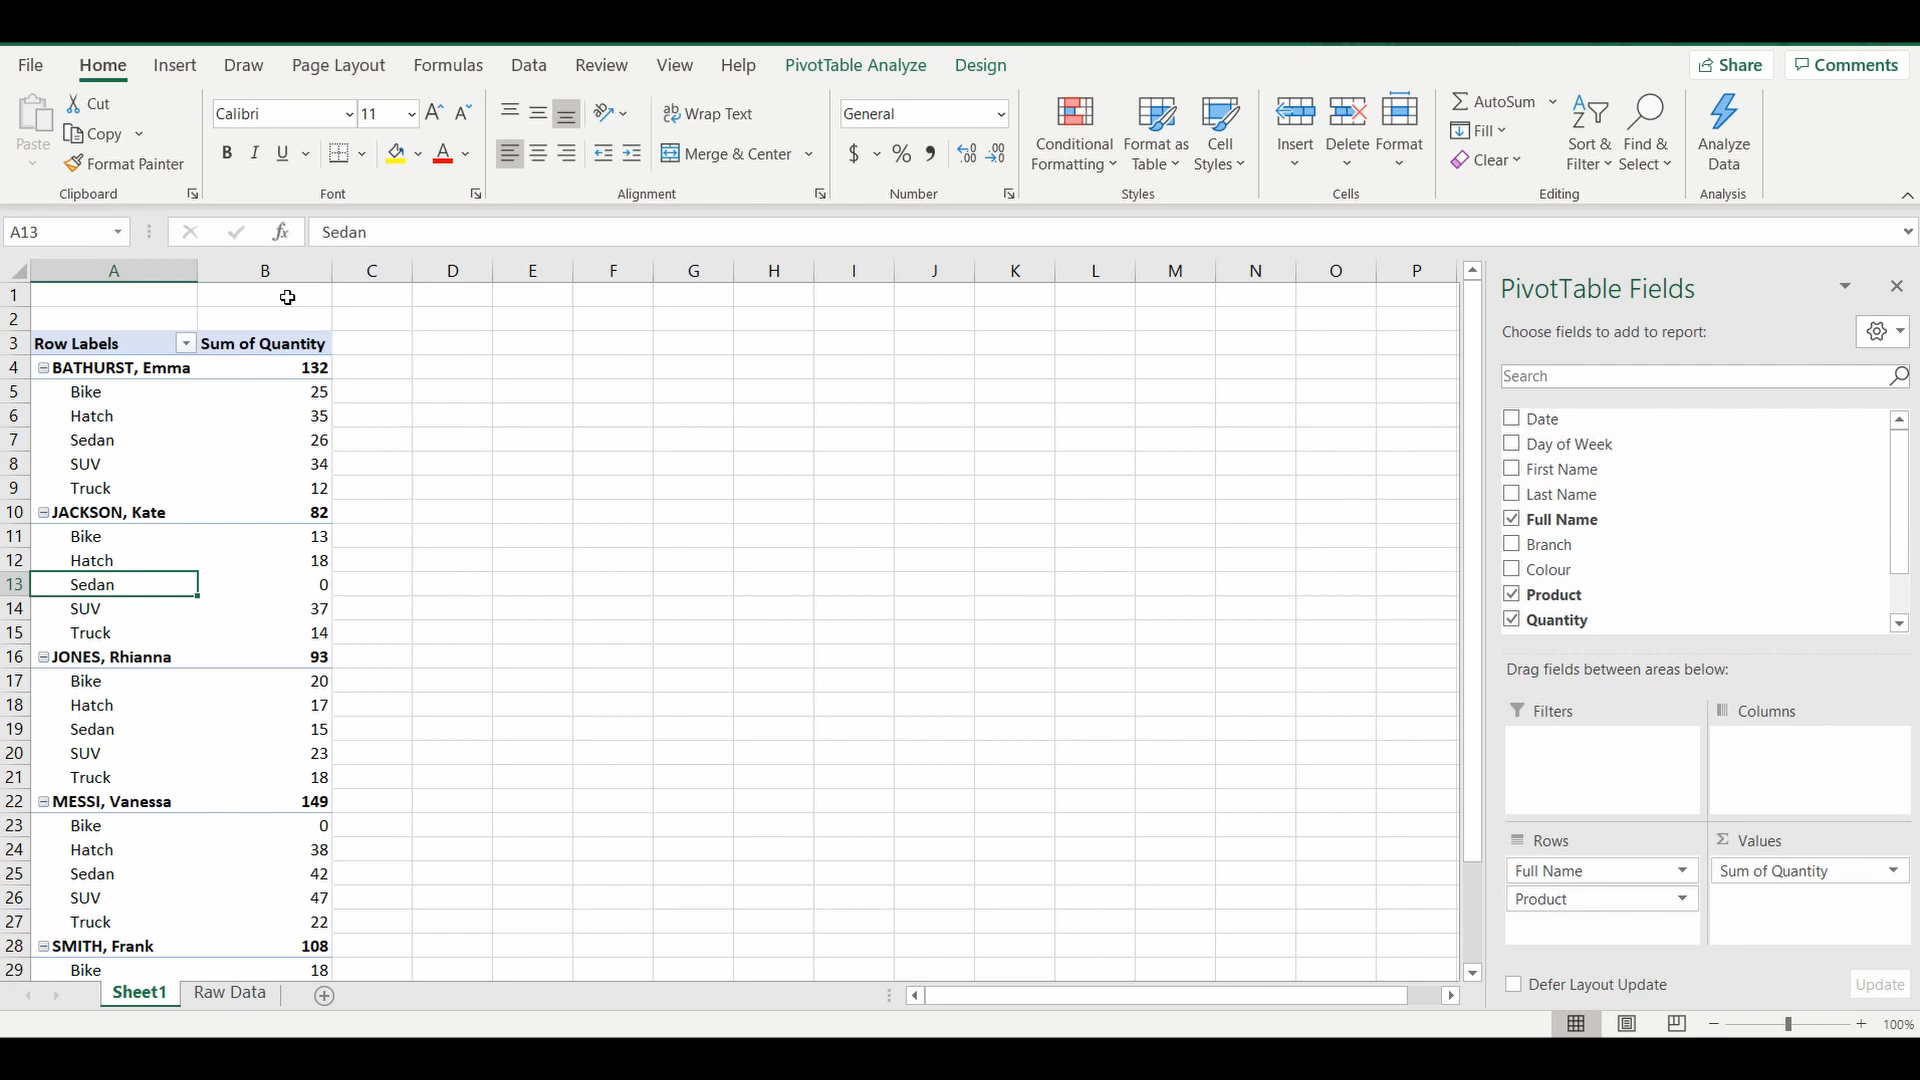 File Home Insert Draw Page Layout Formulas Data Review View Help PivotTable Analyze Design Share Comments
Paste Cut Copy Format Painter Clipboard
Calibri 11 B I U A Font
Wrap Text Merge & Center Alignment
General $ % Number
Conditional Formatting Format as Table Cell Styles Styles
Insert Delete Format Cells
AutoSum Fill Clear Sort & Filter Find & Select Editing
Analyze Data Analysis
A13 fx Sedan
A B C D E F G H I J K L M N O P
1
2
3 Row Labels Sum of Quantity
4 BATHURST, Emma 132
5 Bike 25
6 Hatch 35
7 Sedan 26
8 SUV 34
9 Truck 12
10 JACKSON, Kate 82
11 Bike 13
12 Hatch 18
13 Sedan 0
14 SUV 37
15 Truck 14
16 JONES, Rhianna 93
17 Bike 20
18 Hatch 17
19 Sedan 15
20 SUV 23
21 Truck 18
22 MESSI, Vanessa 149
23 Bike 0
24 Hatch 38
25 Sedan 42
26 SUV 47
27 Truck 22
28 SMITH, Frank 108
29 Bike 18
Sheet1 Raw Data
PivotTable Fields
Choose fields to add to report:
Search
Date
Day of Week
First Name
Last Name
Full Name
Branch
Colour
Product
Quantity
Drag fields between areas below:
Filters Columns
Rows Values
Full Name Sum of Quantity
Product
Defer Layout Update Update
100%